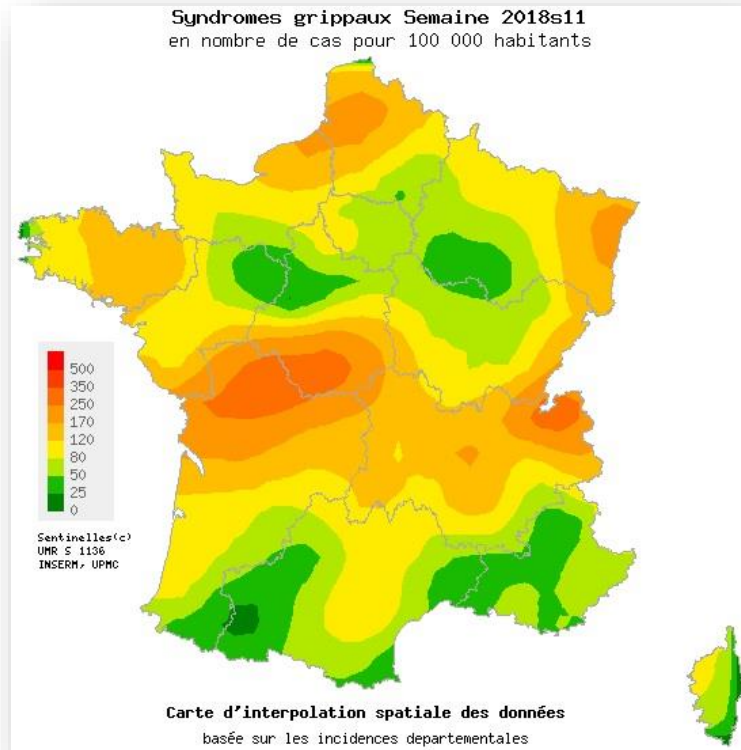 Syndromes grippaux Semaine 2018s11
en nombre de cas pour 100 000 habitants
500
350
250
170
120
80
50
25
0
Sentinelles(c)
UMR S 1136
INSERM, UPMC
Carte d'interpolation spatiale des données
basée sur les incidences departementales